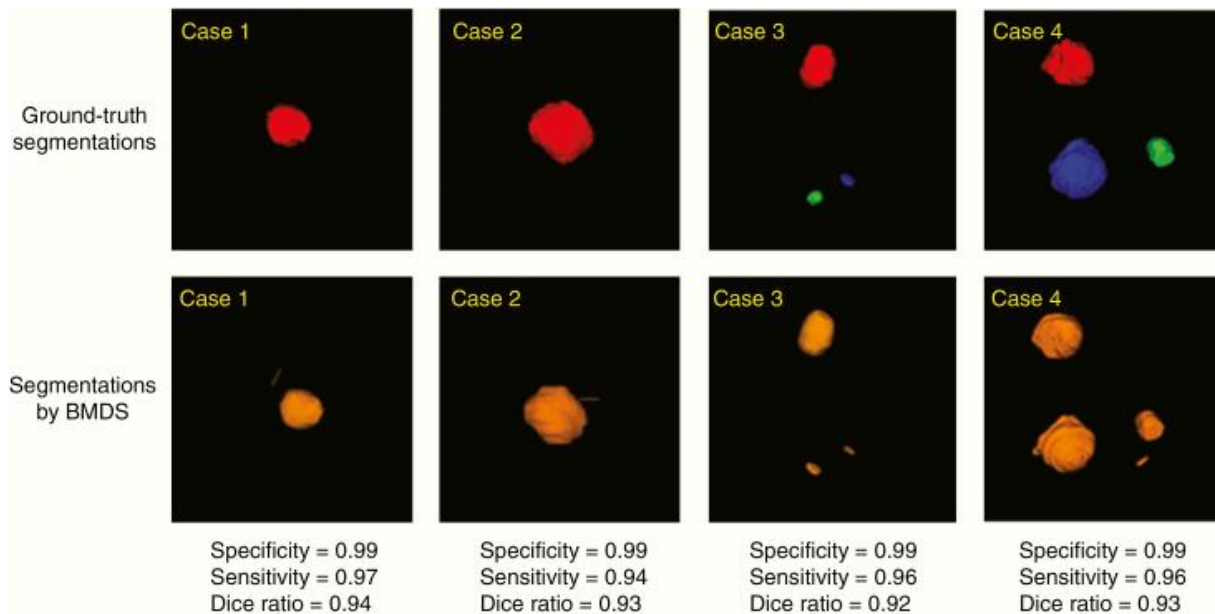 Case 1
Case 2
Case 3
Case 4
Ground-truth
segmentations
Case 1
Case 2
Case 3
Case 4
Segmentations
by BMDS
Specificity = 0.99
Sensitivity = 0.97
Dice ratio = 0.94
Specificity = 0.99
Sensitivity = 0.94
Dice ratio = 0.93
Specificity = 0.99
Sensitivity = 0.96
Dice ratio = 0.92
Specificity = 0.99
Sensitivity = 0.96
Dice ratio = 0.93